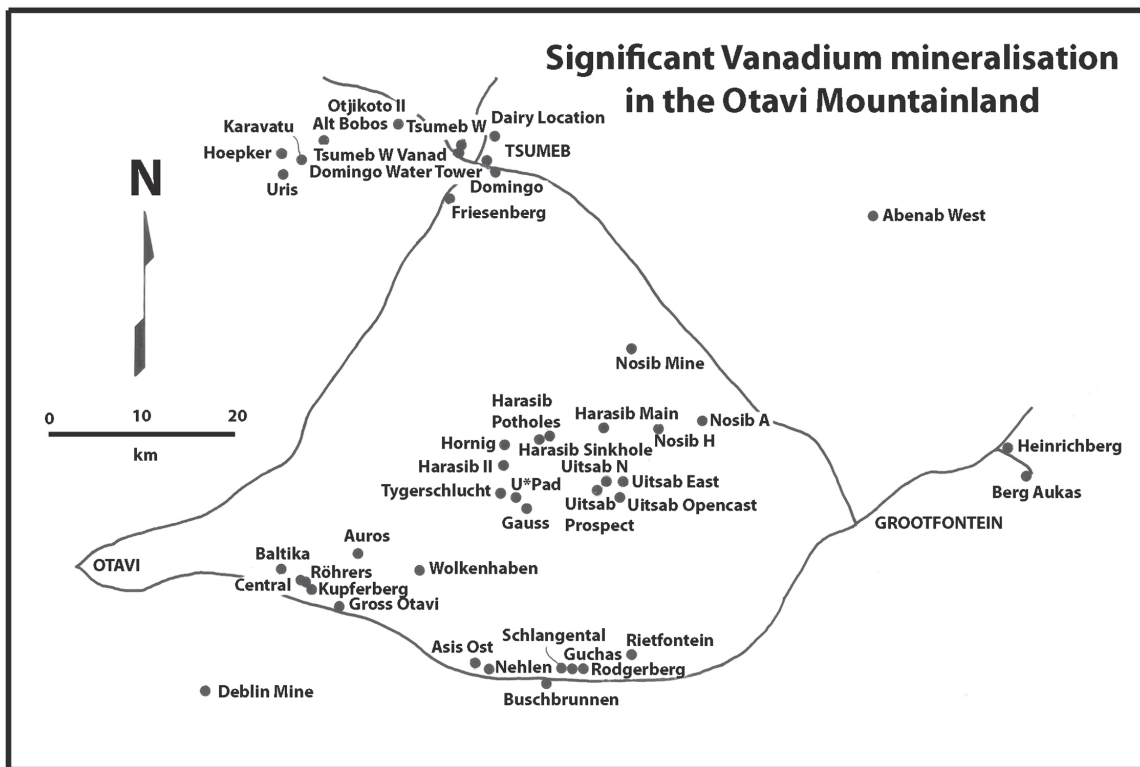 Significant Vanadium mineralisation
in the Otavi Mountainland
Otjikoto II
Alt Bobos
Tsumeb W
Dairy Location
Karavatu
Hoepker
Tsumeb W Vanad
TSUMEB
Domingo Water Tower
Uris
Domingo
Friesenberg
Abenab West
N
0 10 20
km
Nosib Mine
Harasib
Potholes
Harasib Main
Nosib A
Hornig
Harasib Sinkhole
Nosib H
Heinrichberg
Harasib II
Uitsab N
Tygerschlucht
U*Pad
Uitsab East
Berg Aukas
Uitsab
Prospect
Uitsab Opencast
Gauss
GROOTFONTEIN
Auros
Baltika
OTAVI
Röhrers
Wolkenhaben
Central
Kupferberg
Gross Otavi
Schlangental
Rietfontein
Asis Ost
Guchas
Nehlen
Rodgerberg
Deblin Mine
Buschbrunnen